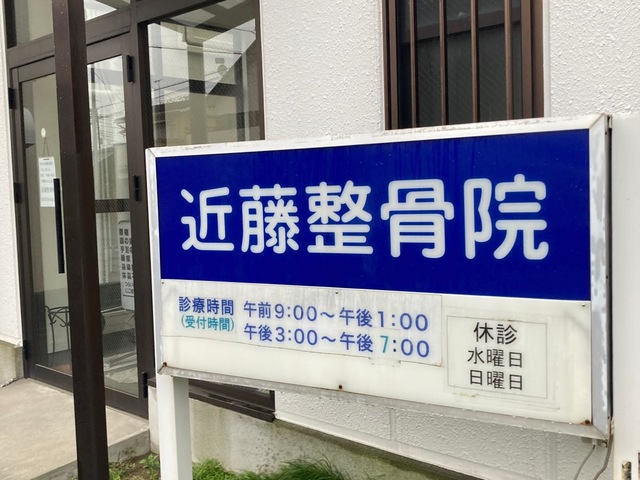 近藤整骨院
診療時間 午前9:00〜午後1:00
(受付時間) 午後3:00〜午後7:00
休診
水曜日
日曜日